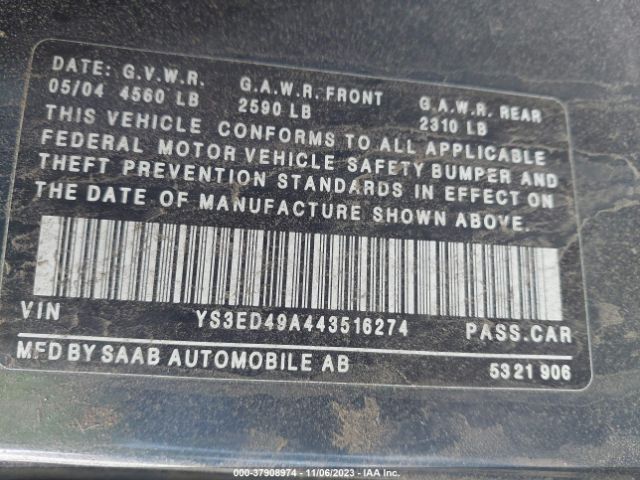 DATE: G.V.W.R. G.A.W.R. FRONT G.A.W.R. REAR
05/04 4560 LB 2590 LB 2310 LB
THIS VEHICLE CONFORMS TO ALL APPLICABLE
FEDERAL MOTOR VEHICLE SAFETY BUMPER AND
THEFT PREVENTION STANDARDS IN EFFECT ON
THE DATE OF MANUFACTURE SHOWN ABOVE.
VIN YS3ED49A443516274 PASS.CAR
MFD BY SAAB AUTOMOBILE AB 5321 906
000-37908974 - 11/06/2023 - IAA Inc.